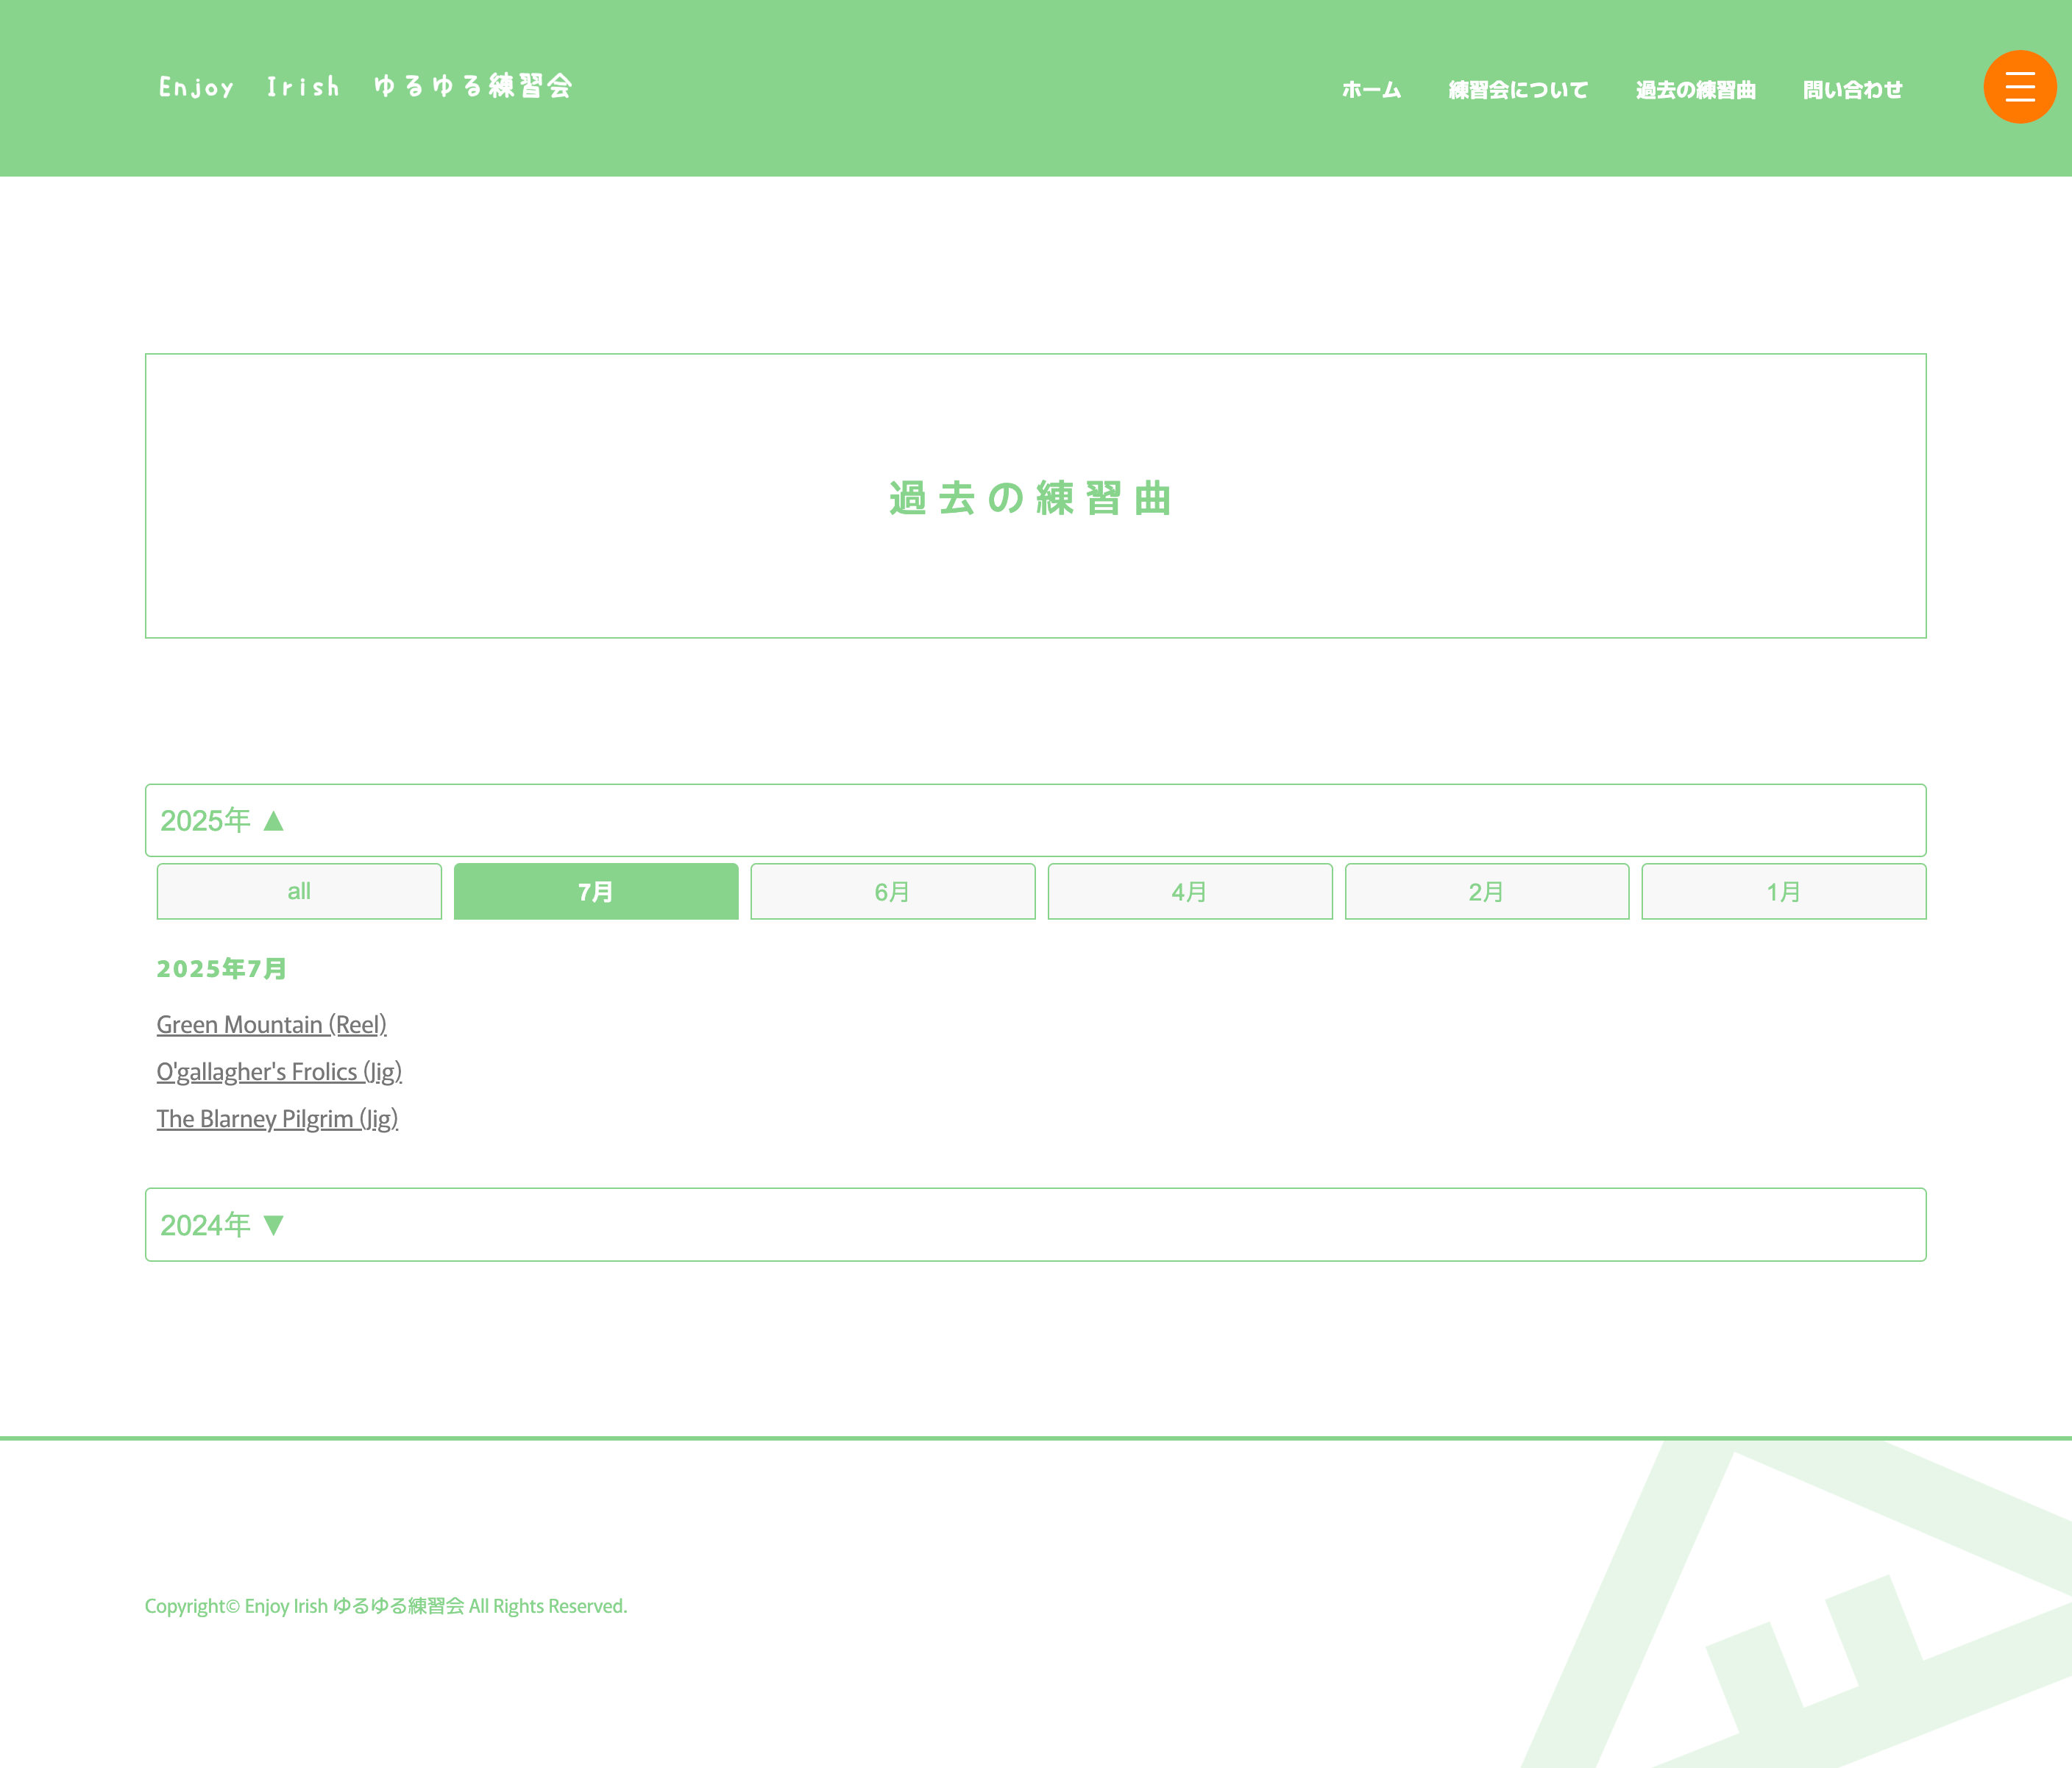 Enjoy Irish ゆるゆる練習会
ホーム 練習会について 過去の練習曲 問い合わせ
過去の練習曲
2025年 ▲
all 7月 6月 4月 2月 1月
2025年7月
Green Mountain (Reel)
O'gallagher's Frolics (Jig)
The Blarney Pilgrim (Jig)
2024年 ▼
Copyright© Enjoy Irish ゆるゆる練習会 All Rights Reserved.